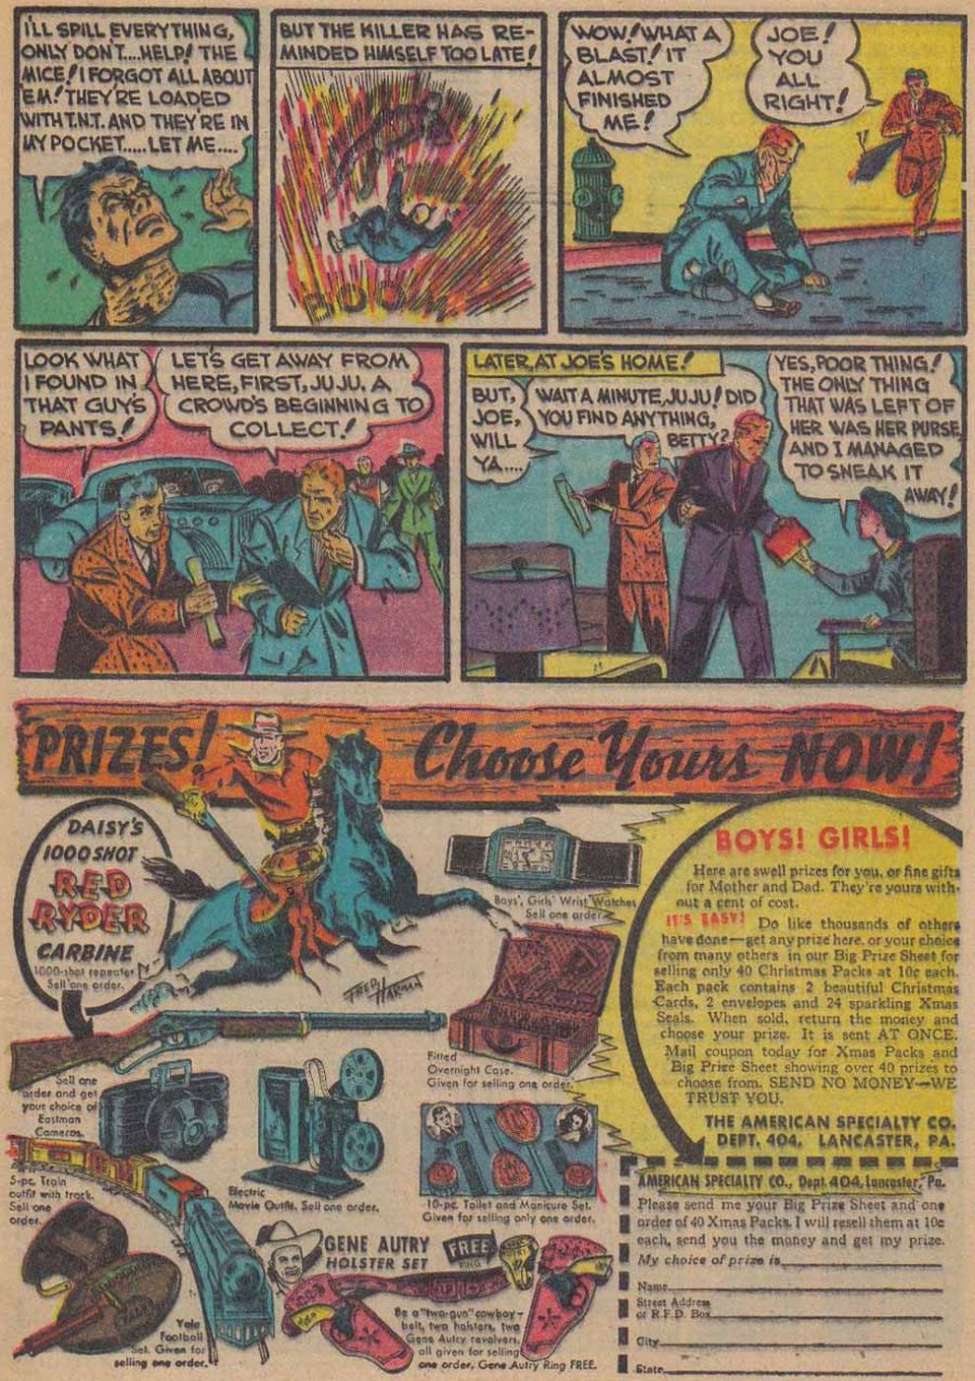 I'LL SPILL EVERYTHING,
ONLY DON'T....HELP! THE
MICE! I FORGOT ALL ABOUT
'EM! THEY'RE LOADED
WITH T.N.T. AND THEY'RE IN
MY POCKET.....LET ME....
BUT THE KILLER HAS RE-
MINDED HIMSELF TOO LATE!
BOOM
WOW! WHAT A
BLAST! IT
ALMOST
FINISHED
ME!
JOE!
YOU
ALL
RIGHT!
LOOK WHAT
I FOUND IN
THAT GUY'S
PANTS!
LET'S GET AWAY FROM
HERE, FIRST, JUJU. A
CROWD'S BEGINNING TO
COLLECT!
LATER, AT JOE'S HOME!
BUT,
JOE,
WILL
YA....
WAIT A MINUTE, JUJU! DID
YOU FIND ANYTHING,
BETTY?
YES, POOR THING!
THE ONLY THING
THAT WAS LEFT OF
HER WAS HER PURSE,
AND I MANAGED
TO SNEAK IT
AWAY!
PRIZES! Choose Yours NOW!
DAISY'S
1000 SHOT
RED
RYDER
CARBINE
1000-shot repeater
Sell one order.
FRED HARMAN
Boys', Girls' Wrist Watches
Sell one order
Fitted
Overnight Case.
Given for selling one order.
Sell one
order and get
your choice of
Eastman
Cameras.
Electric
Movie Outfit. Sell one order.
10-pc. Toilet and Manicure Set.
Given for selling only one order.
5-pc. Train
outfit with track.
Sell one
order.
YALE
Yale
Football
Set. Given for
selling one order.
GENE AUTRY
HOLSTER SET
FREE
RING
Be a "two-gun" cowboy-
belt, two holsters, two
Gene Autry revolvers,
all given for selling
one order, Gene Autry Ring FREE.
BOYS! GIRLS!
Here are swell prizes for you, or fine gifts
for Mother and Dad. They're yours with-
out a cent of cost.
IT'S EASY! Do like thousands of others
have done—get any prize here, or your choice
from many others in our Big Prize Sheet for
selling only 40 Christmas Packs at 10c each.
Each pack contains 2 beautiful Christmas
Cards, 2 envelopes and 24 sparkling Xmas
Seals. When sold, return the money and
choose your prize. It is sent AT ONCE.
Mail coupon today for Xmas Packs and
Big Prize Sheet showing over 40 prizes to
choose from. SEND NO MONEY—WE
TRUST YOU.
THE AMERICAN SPECIALTY CO.
DEPT. 404, LANCASTER, PA.
AMERICAN SPECIALTY CO., Dept. 404, Lancaster, Pa.
Please send me your Big Prize Sheet and one
order of 40 Xmas Packs. I will resell them at 10c
each, send you the money and get my prize.
My choice of prize is
Name
Street Address
or R.F.D. Box
City
State